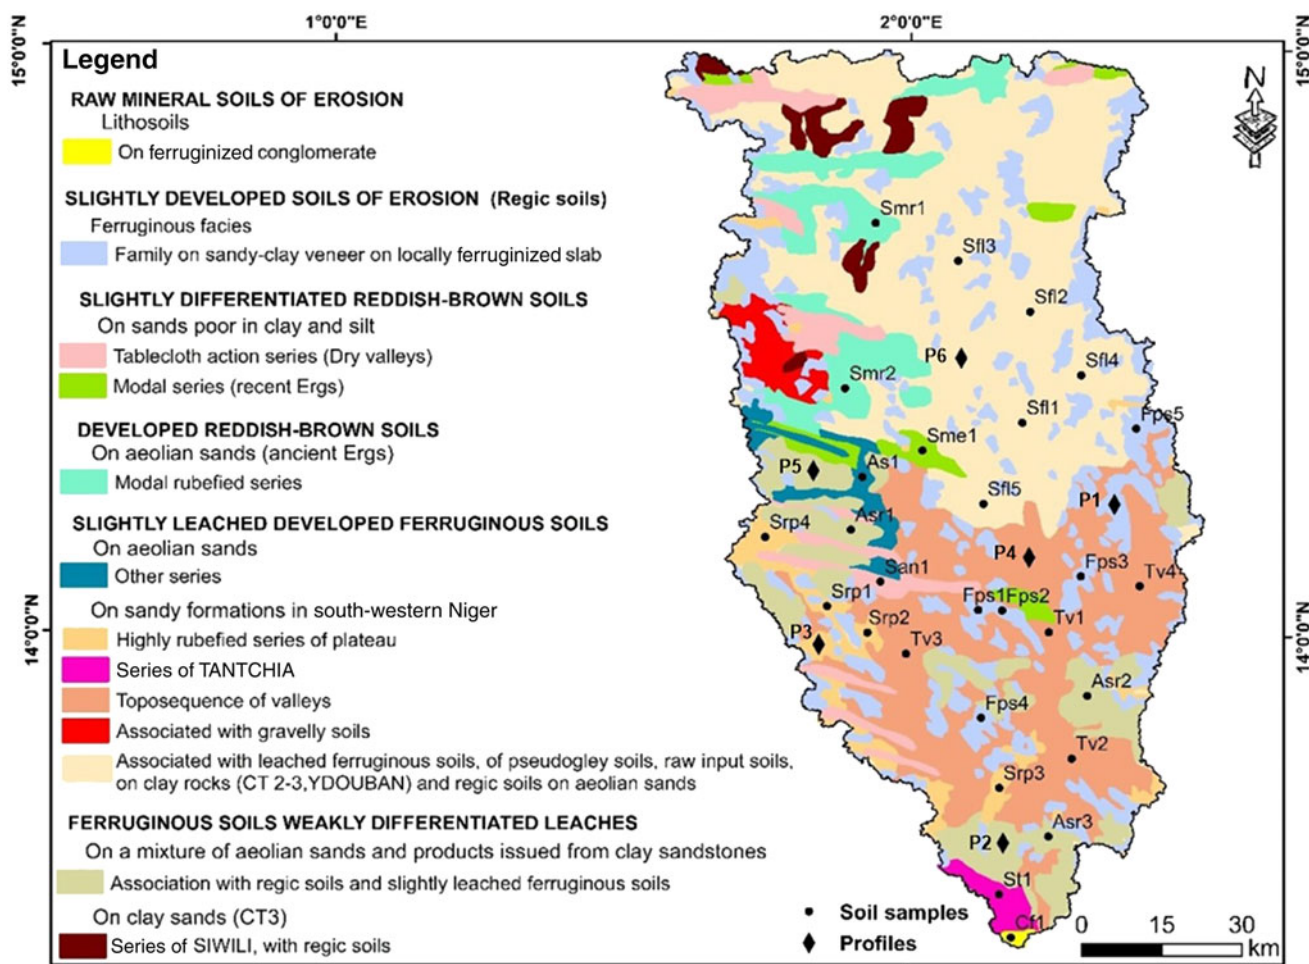 1°0'0"E
2°0'0"E
15°0'0"N
15°0'0"N
Legend
RAW MINERAL SOILS OF EROSION
Lithosoils
On ferruginized conglomerate
SLIGHTLY DEVELOPED SOILS OF EROSION (Regic soils)
Ferruginous facies
Family on sandy-clay veneer on locally ferruginized slab
SLIGHTLY DIFFERENTIATED REDDISH-BROWN SOILS
On sands poor in clay and silt
Tablecloth action series (Dry valleys)
Modal series (recent Ergs)
DEVELOPED REDDISH-BROWN SOILS
On aeolian sands (ancient Ergs)
Modal rubefied series
SLIGHTLY LEACHED DEVELOPED FERRUGINOUS SOILS
On aeolian sands
Other series
On sandy formations in south-western Niger
Highly rubefied series of plateau
Series of TANTCHIA
Toposequence of valleys
Associated with gravelly soils
Associated with leached ferruginous soils, of pseudogley soils, raw input soils,
on clay rocks (CT 2-3,YDOUBAN) and regic soils on aeolian sands
FERRUGINOUS SOILS WEAKLY DIFFERENTIATED LEACHES
On a mixture of aeolian sands and products issued from clay sandstones
Association with regic soils and slightly leached ferruginous soils
On clay sands (CT3)
Series of SIWILI, with regic soils
14°0'0"N
14°0'0"N
N
Smr1
Sfl3
Sfl2
P6
Sfl4
Smr2
Sfl1
Fps5
Sme1
P5
As1
Sfl5
P1
Srp4
Asr1
P4
San1
Fps3
Tv4
Srp1
Fps1
Fps2
Srp2
Tv1
P3
Tv3
Asr2
Fps4
Tv2
Srp3
Asr3
P2
St1
Cf1
Soil samples
Profiles
0 15 30
km